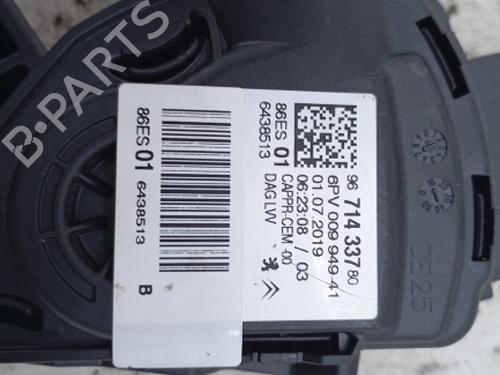 96 714 337 80
6PV 009 949-41
01.07.2019
06:23:08 / 03
CAPPR-CEM -00
DAG LVV
86ES 01
6438513
86ES 01 6438513
B
DE25
B-PARTS